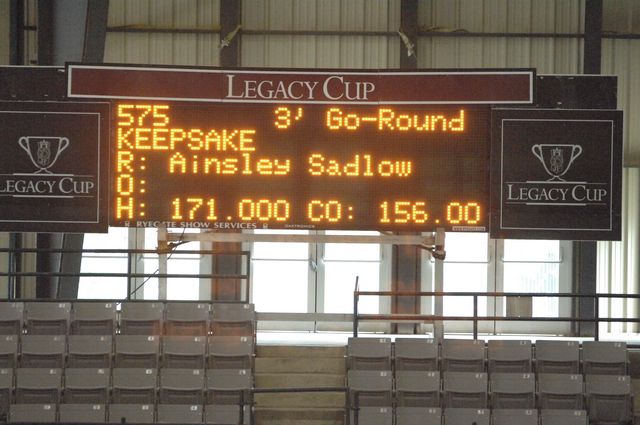 LEGACY CUP
575 3' Go-Round
KEEPSAKE
R: Ainsley Sadlow
O:
H: 171.000 CO: 156.00
RYEGATE SHOW SERVICES DAKTRONICS
LEGACY CUP
LEGACY CUP